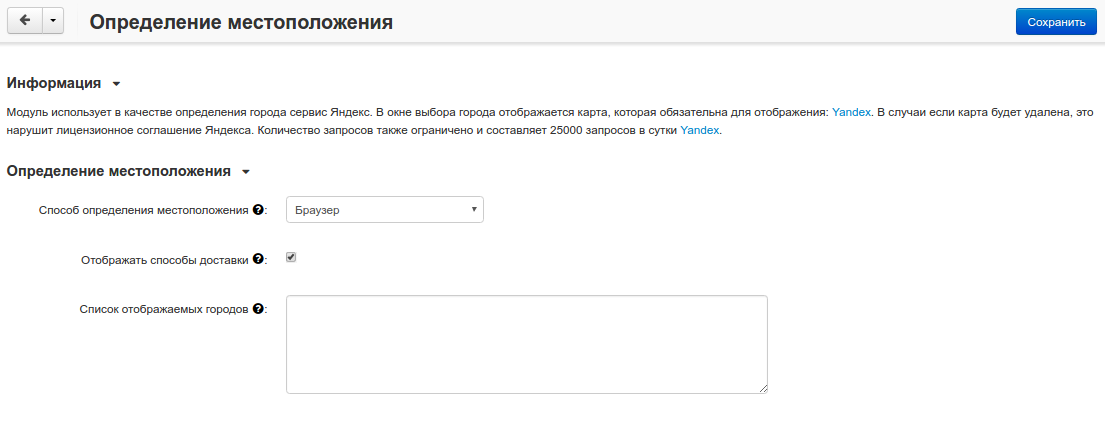 Определение местоположения
Сохранить
Информация
Модуль использует в качестве определения города сервис Яндекс. В окне выбора города отображается карта, которая обязательна для отображения: Yandex. В случаи если карта будет удалена, это
нарушит лицензионное соглашение Яндекса. Количество запросов также ограничено и составляет 25000 запросов в сутки Yandex.
Определение местоположения
Способ определения местоположения ?: Браузер
Отображать способы доставки ?:
Список отображаемых городов ?: